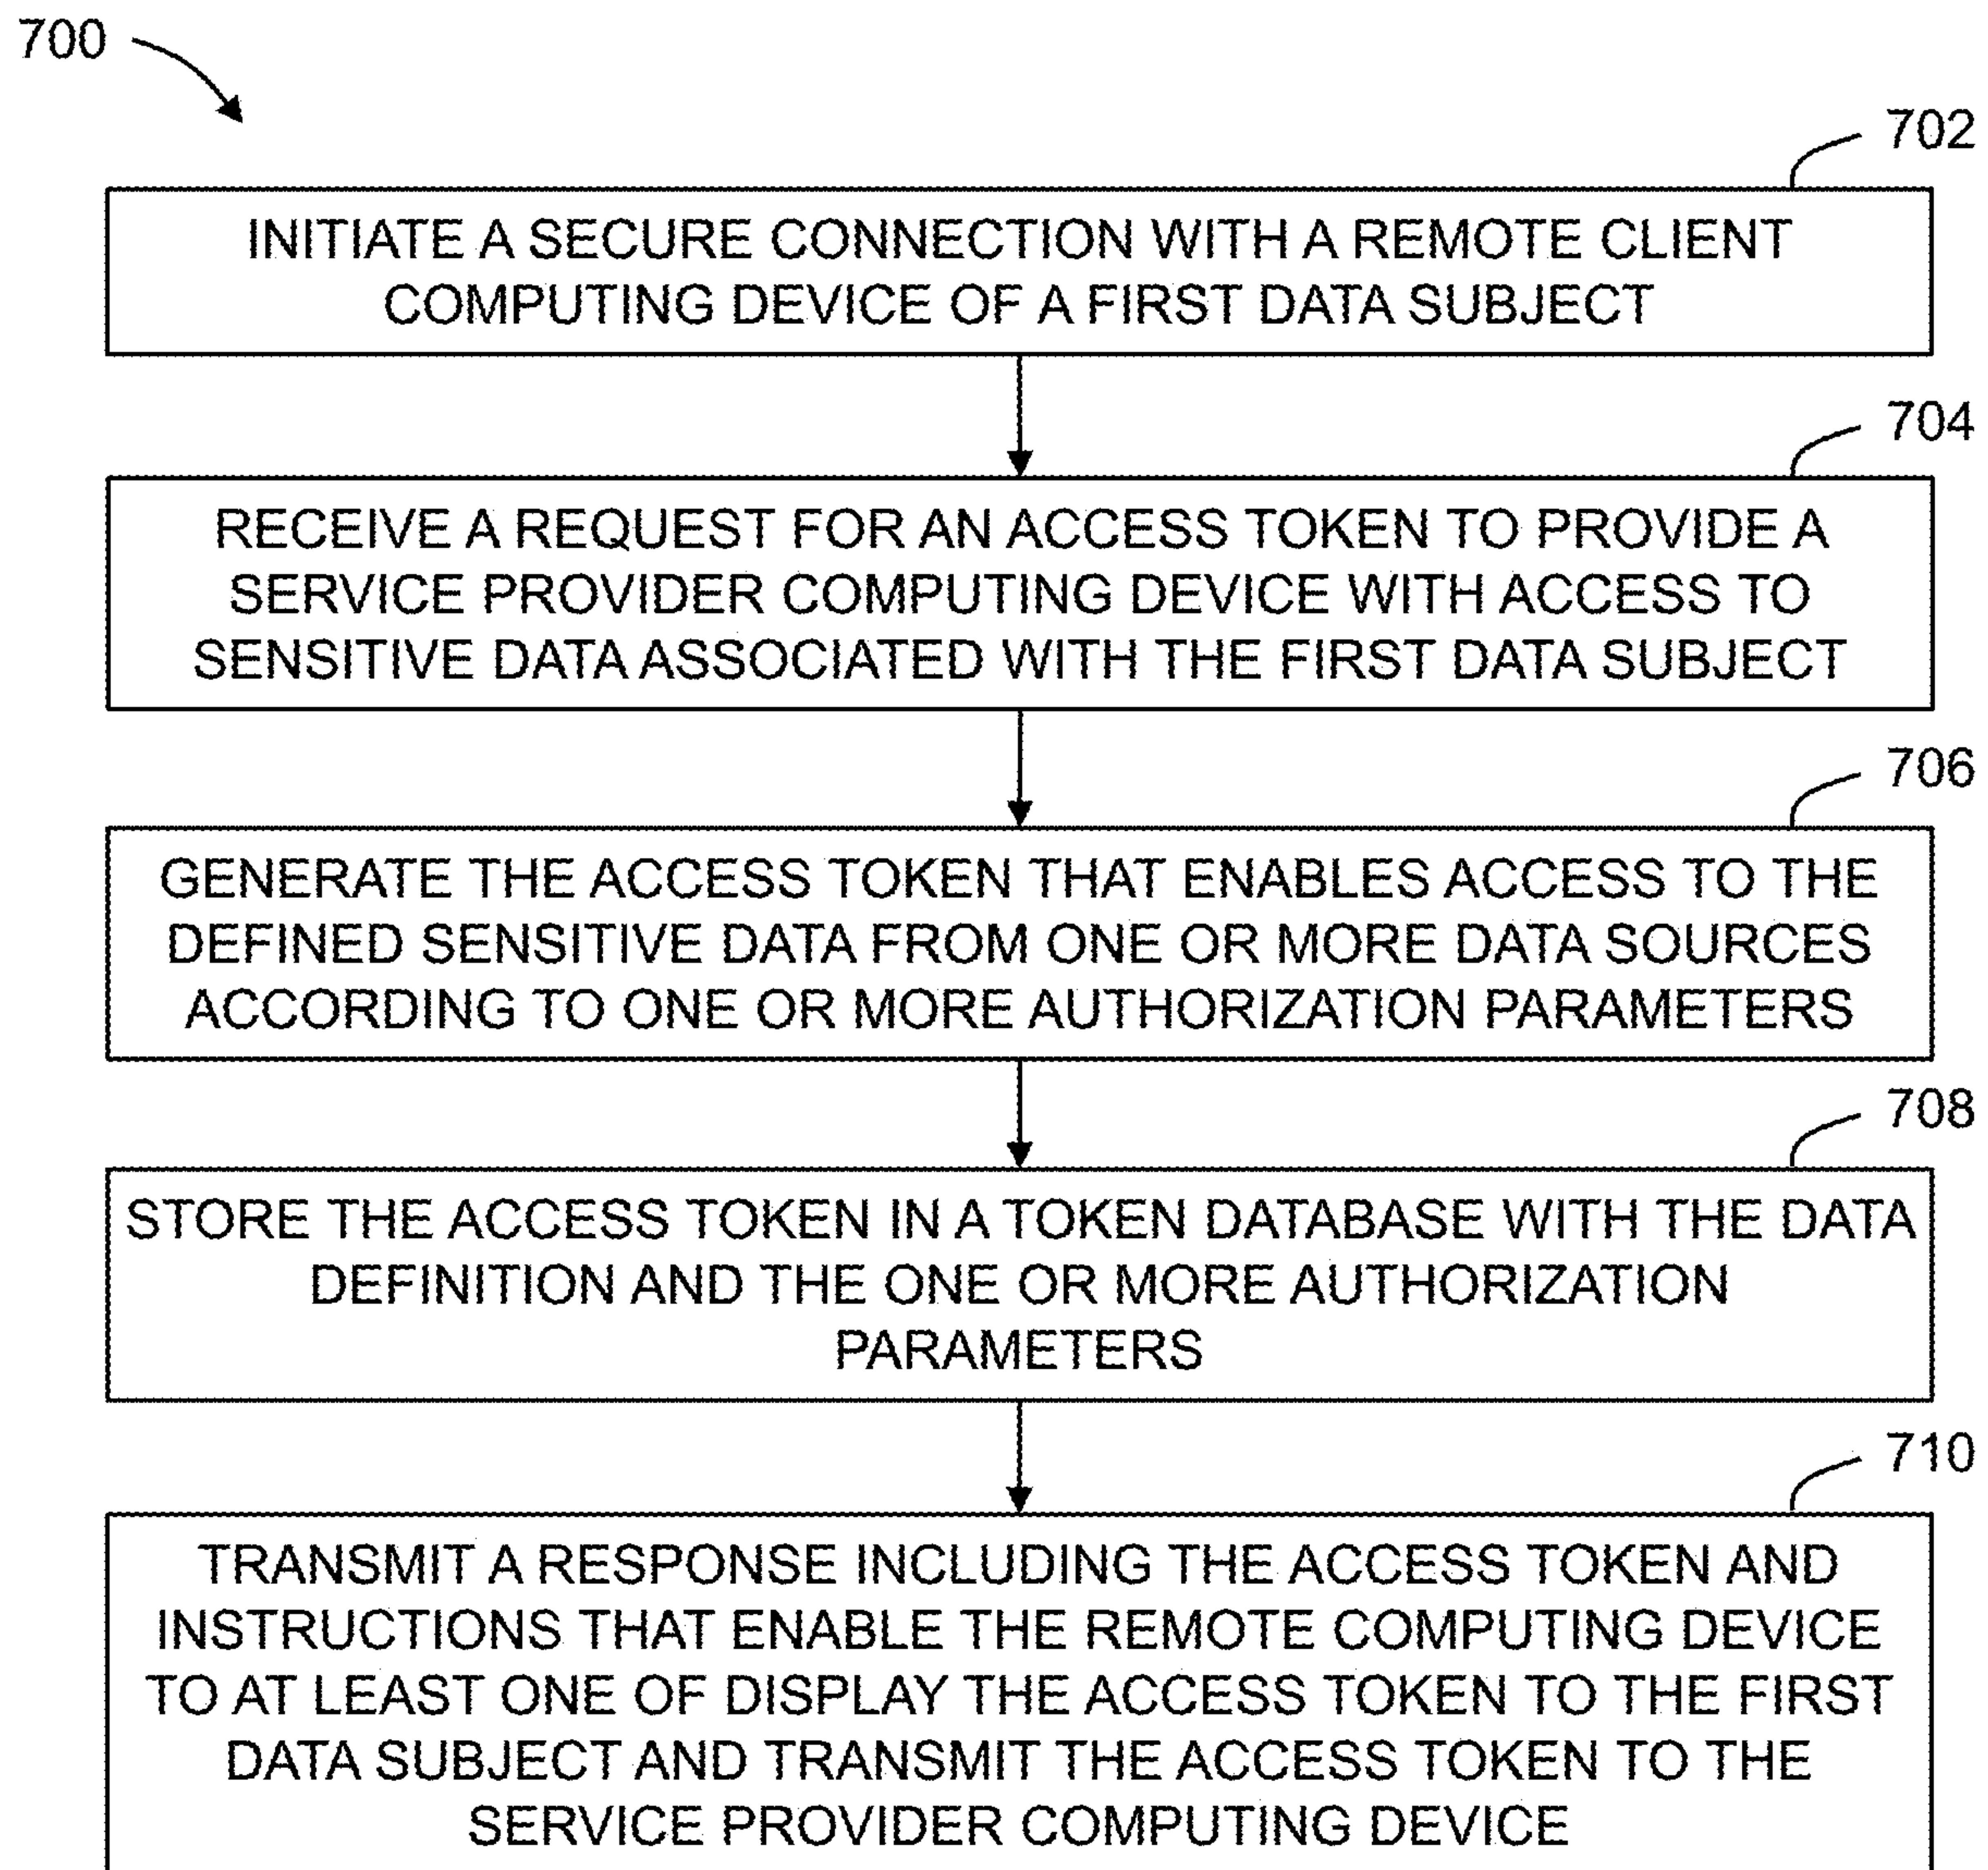 700
702
INITIATE A SECURE CONNECTION WITH A REMOTE CLIENT
COMPUTING DEVICE OF A FIRST DATA SUBJECT
704
RECEIVE A REQUEST FOR AN ACCESS TOKEN TO PROVIDE A
SERVICE PROVIDER COMPUTING DEVICE WITH ACCESS TO
SENSITIVE DATA ASSOCIATED WITH THE FIRST DATA SUBJECT
706
GENERATE THE ACCESS TOKEN THAT ENABLES ACCESS TO THE
DEFINED SENSITIVE DATA FROM ONE OR MORE DATA SOURCES
ACCORDING TO ONE OR MORE AUTHORIZATION PARAMETERS
708
STORE THE ACCESS TOKEN IN A TOKEN DATABASE WITH THE DATA
DEFINITION AND THE ONE OR MORE AUTHORIZATION
PARAMETERS
710
TRANSMIT A RESPONSE INCLUDING THE ACCESS TOKEN AND
INSTRUCTIONS THAT ENABLE THE REMOTE COMPUTING DEVICE
TO AT LEAST ONE OF DISPLAY THE ACCESS TOKEN TO THE FIRST
DATA SUBJECT AND TRANSMIT THE ACCESS TOKEN TO THE
SERVICE PROVIDER COMPUTING DEVICE